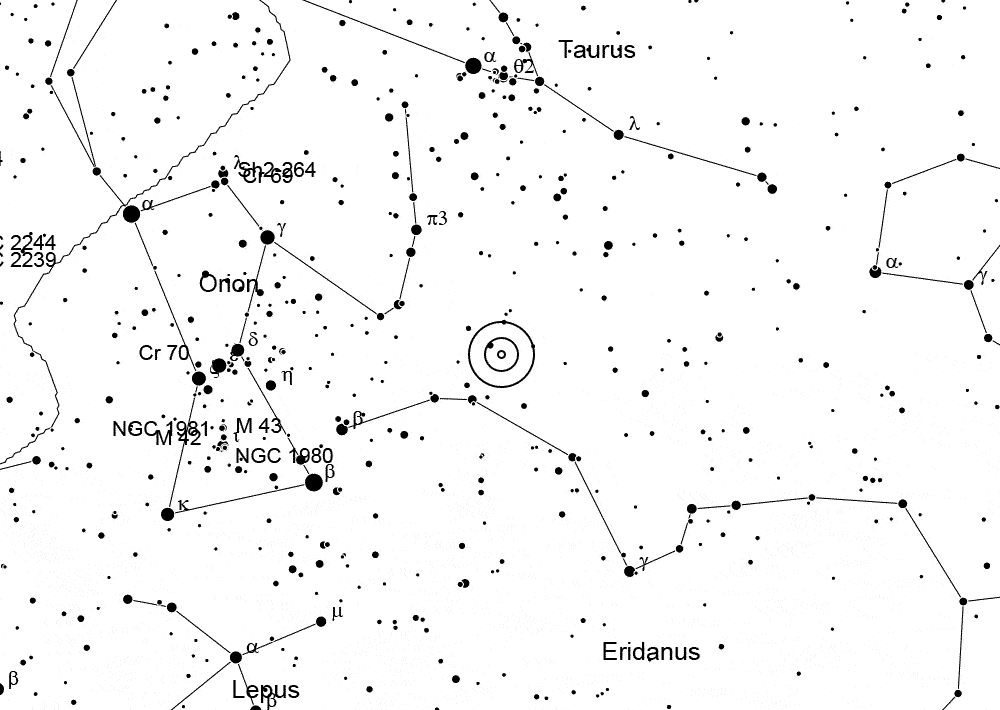 Taurus
α
θ2
λ
λ
Sh2-264
Cr 69
α
π3
γ
C 2244
C 2239
α
γ
Orion
δ
Cr 70
ε
ζ
η
β
NGC 1981
M 43
M 42
ι
NGC 1980
β
κ
γ
μ
α
Eridanus
β
Lepus
β